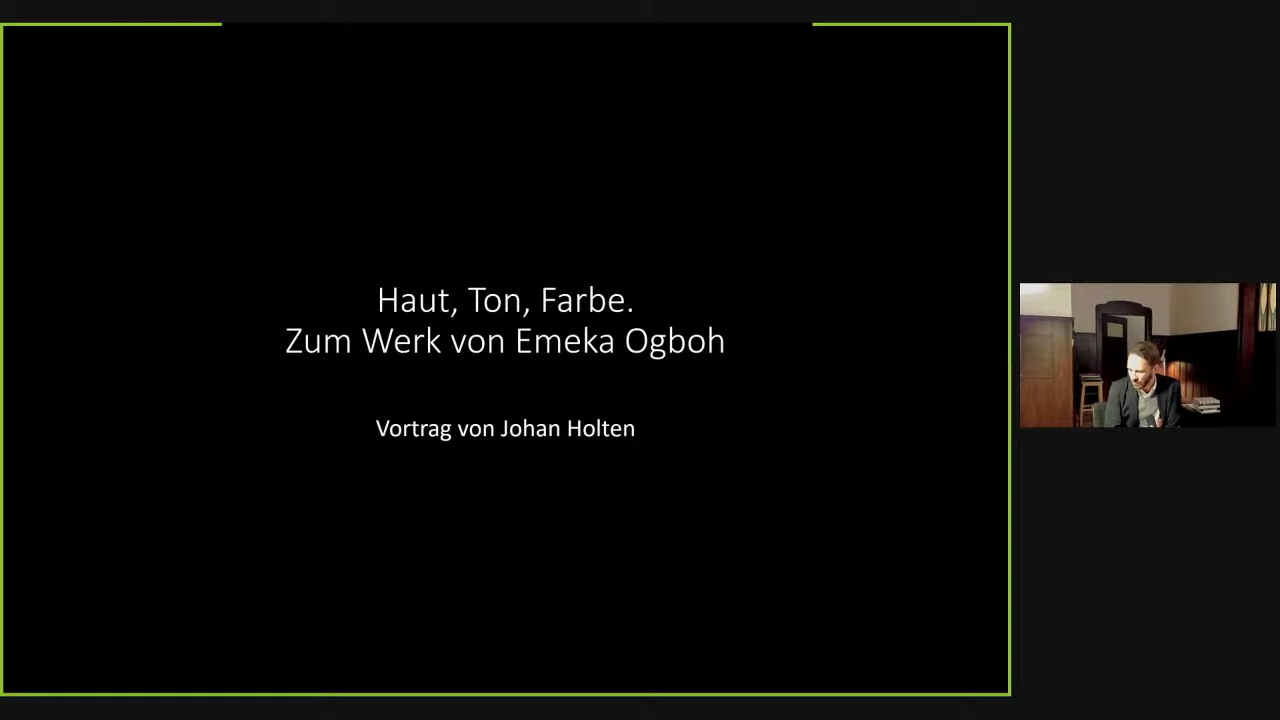 Haut, Ton, Farbe.
Zum Werk von Emeka Ogboh
Vortrag von Johan Holten